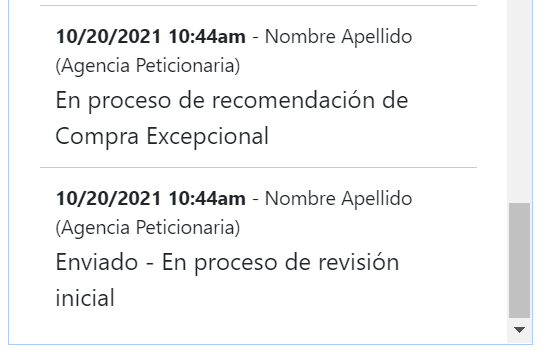 10/20/2021 10:44am - Nombre Apellido
(Agencia Peticionaria)
En proceso de recomendación de
Compra Excepcional
10/20/2021 10:44am - Nombre Apellido
(Agencia Peticionaria)
Enviado - En proceso de revisión
inicial